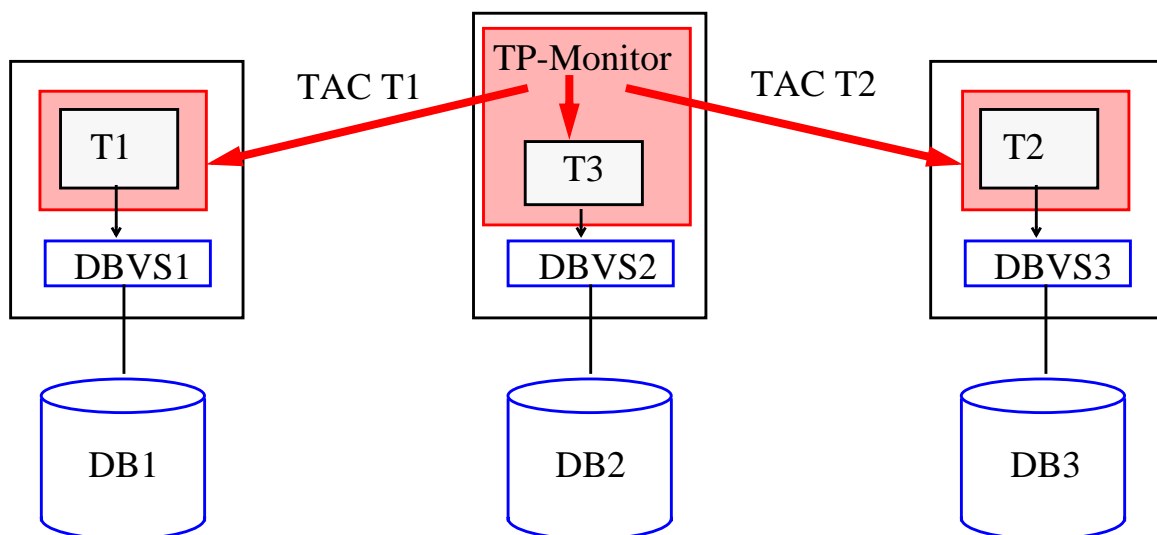 TP-Monitor
TAC T1
TAC T2
T1
T3
T2
DBVS1
DBVS2
DBVS3
DB1
DB2
DB3